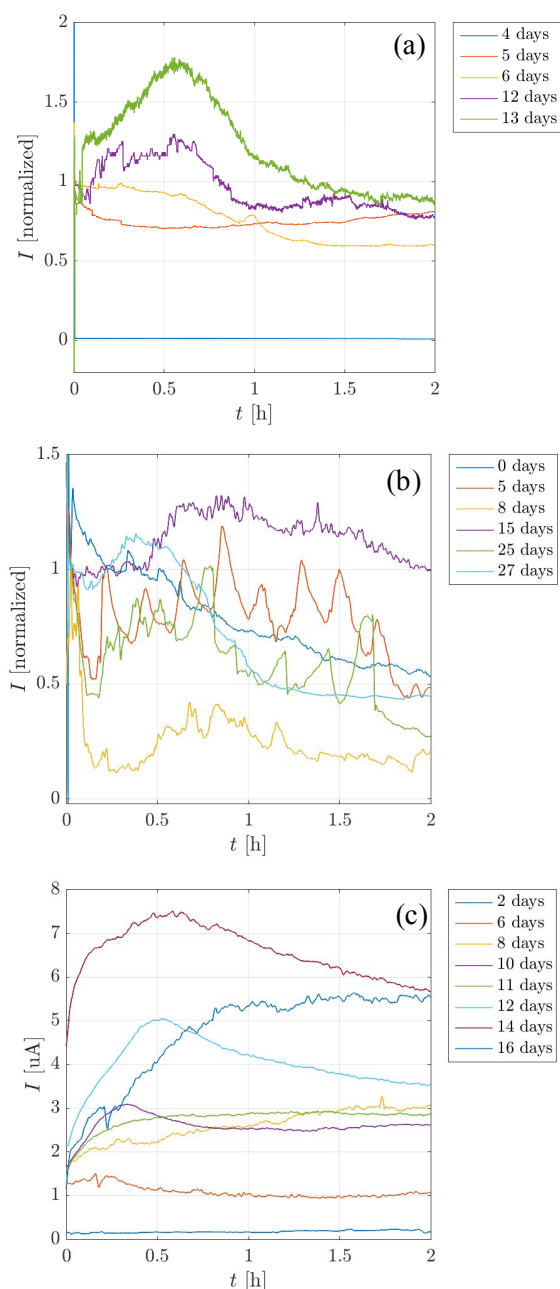 (a)
I [normalized]
2
1.5
1
0.5
0
0
0.5
1
1.5
2
t [h]
4 days
5 days
6 days
12 days
13 days
(b)
I [normalized]
1.5
1
0.5
0
0
0.5
1
1.5
2
t [h]
0 days
5 days
8 days
15 days
25 days
27 days
(c)
I [uA]
8
7
6
5
4
3
2
1
0
0
0.5
1
1.5
2
t [h]
2 days
6 days
8 days
10 days
11 days
12 days
14 days
16 days